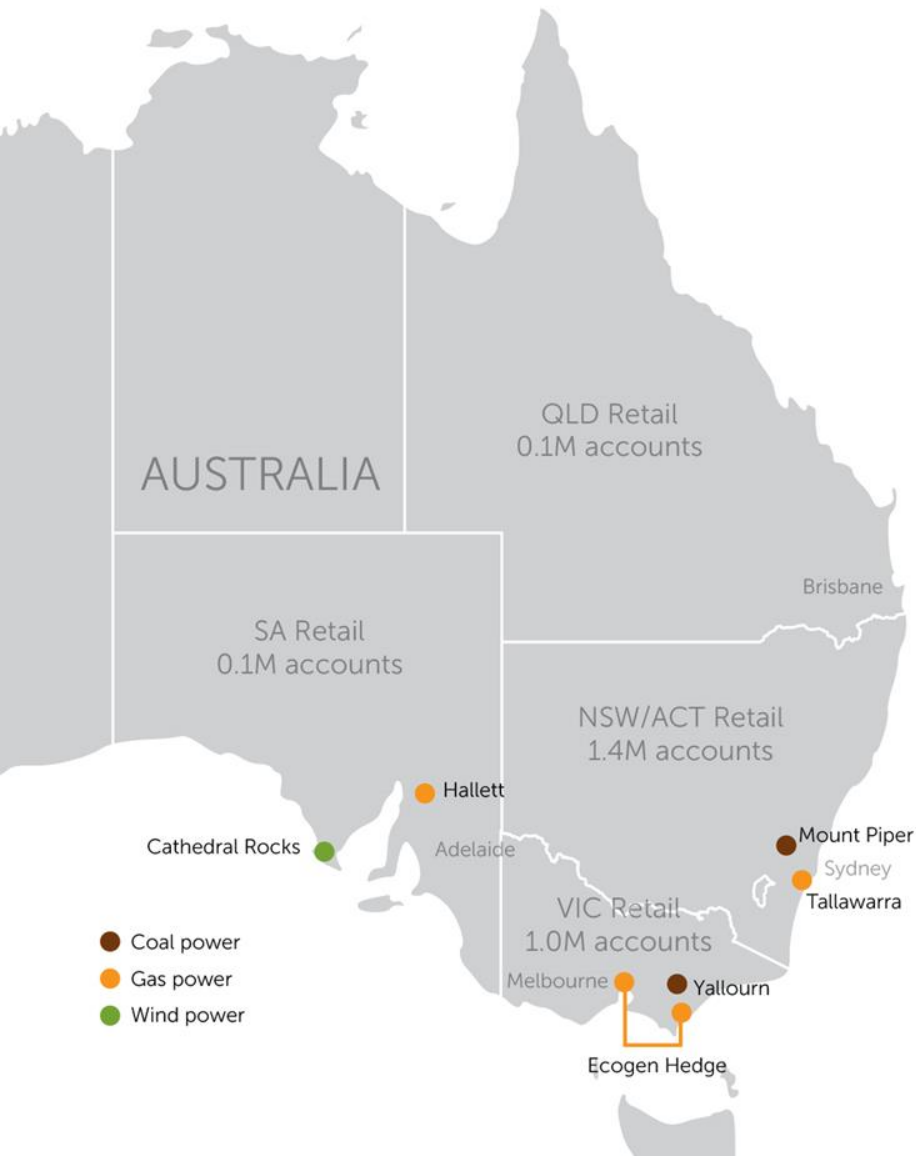 QLD Retail
0.1M accounts
AUSTRALIA
Brisbane
SA Retail
0.1M accounts
NSW/ACT Retail
1.4M accounts
Hallett
Cathedral Rocks
Adelaide
Mount Piper
Sydney
Tallawarra
VIC Retail
1.0M accounts
Melbourne
Yallourn
Ecogen Hedge
Coal power
Gas power
Wind power